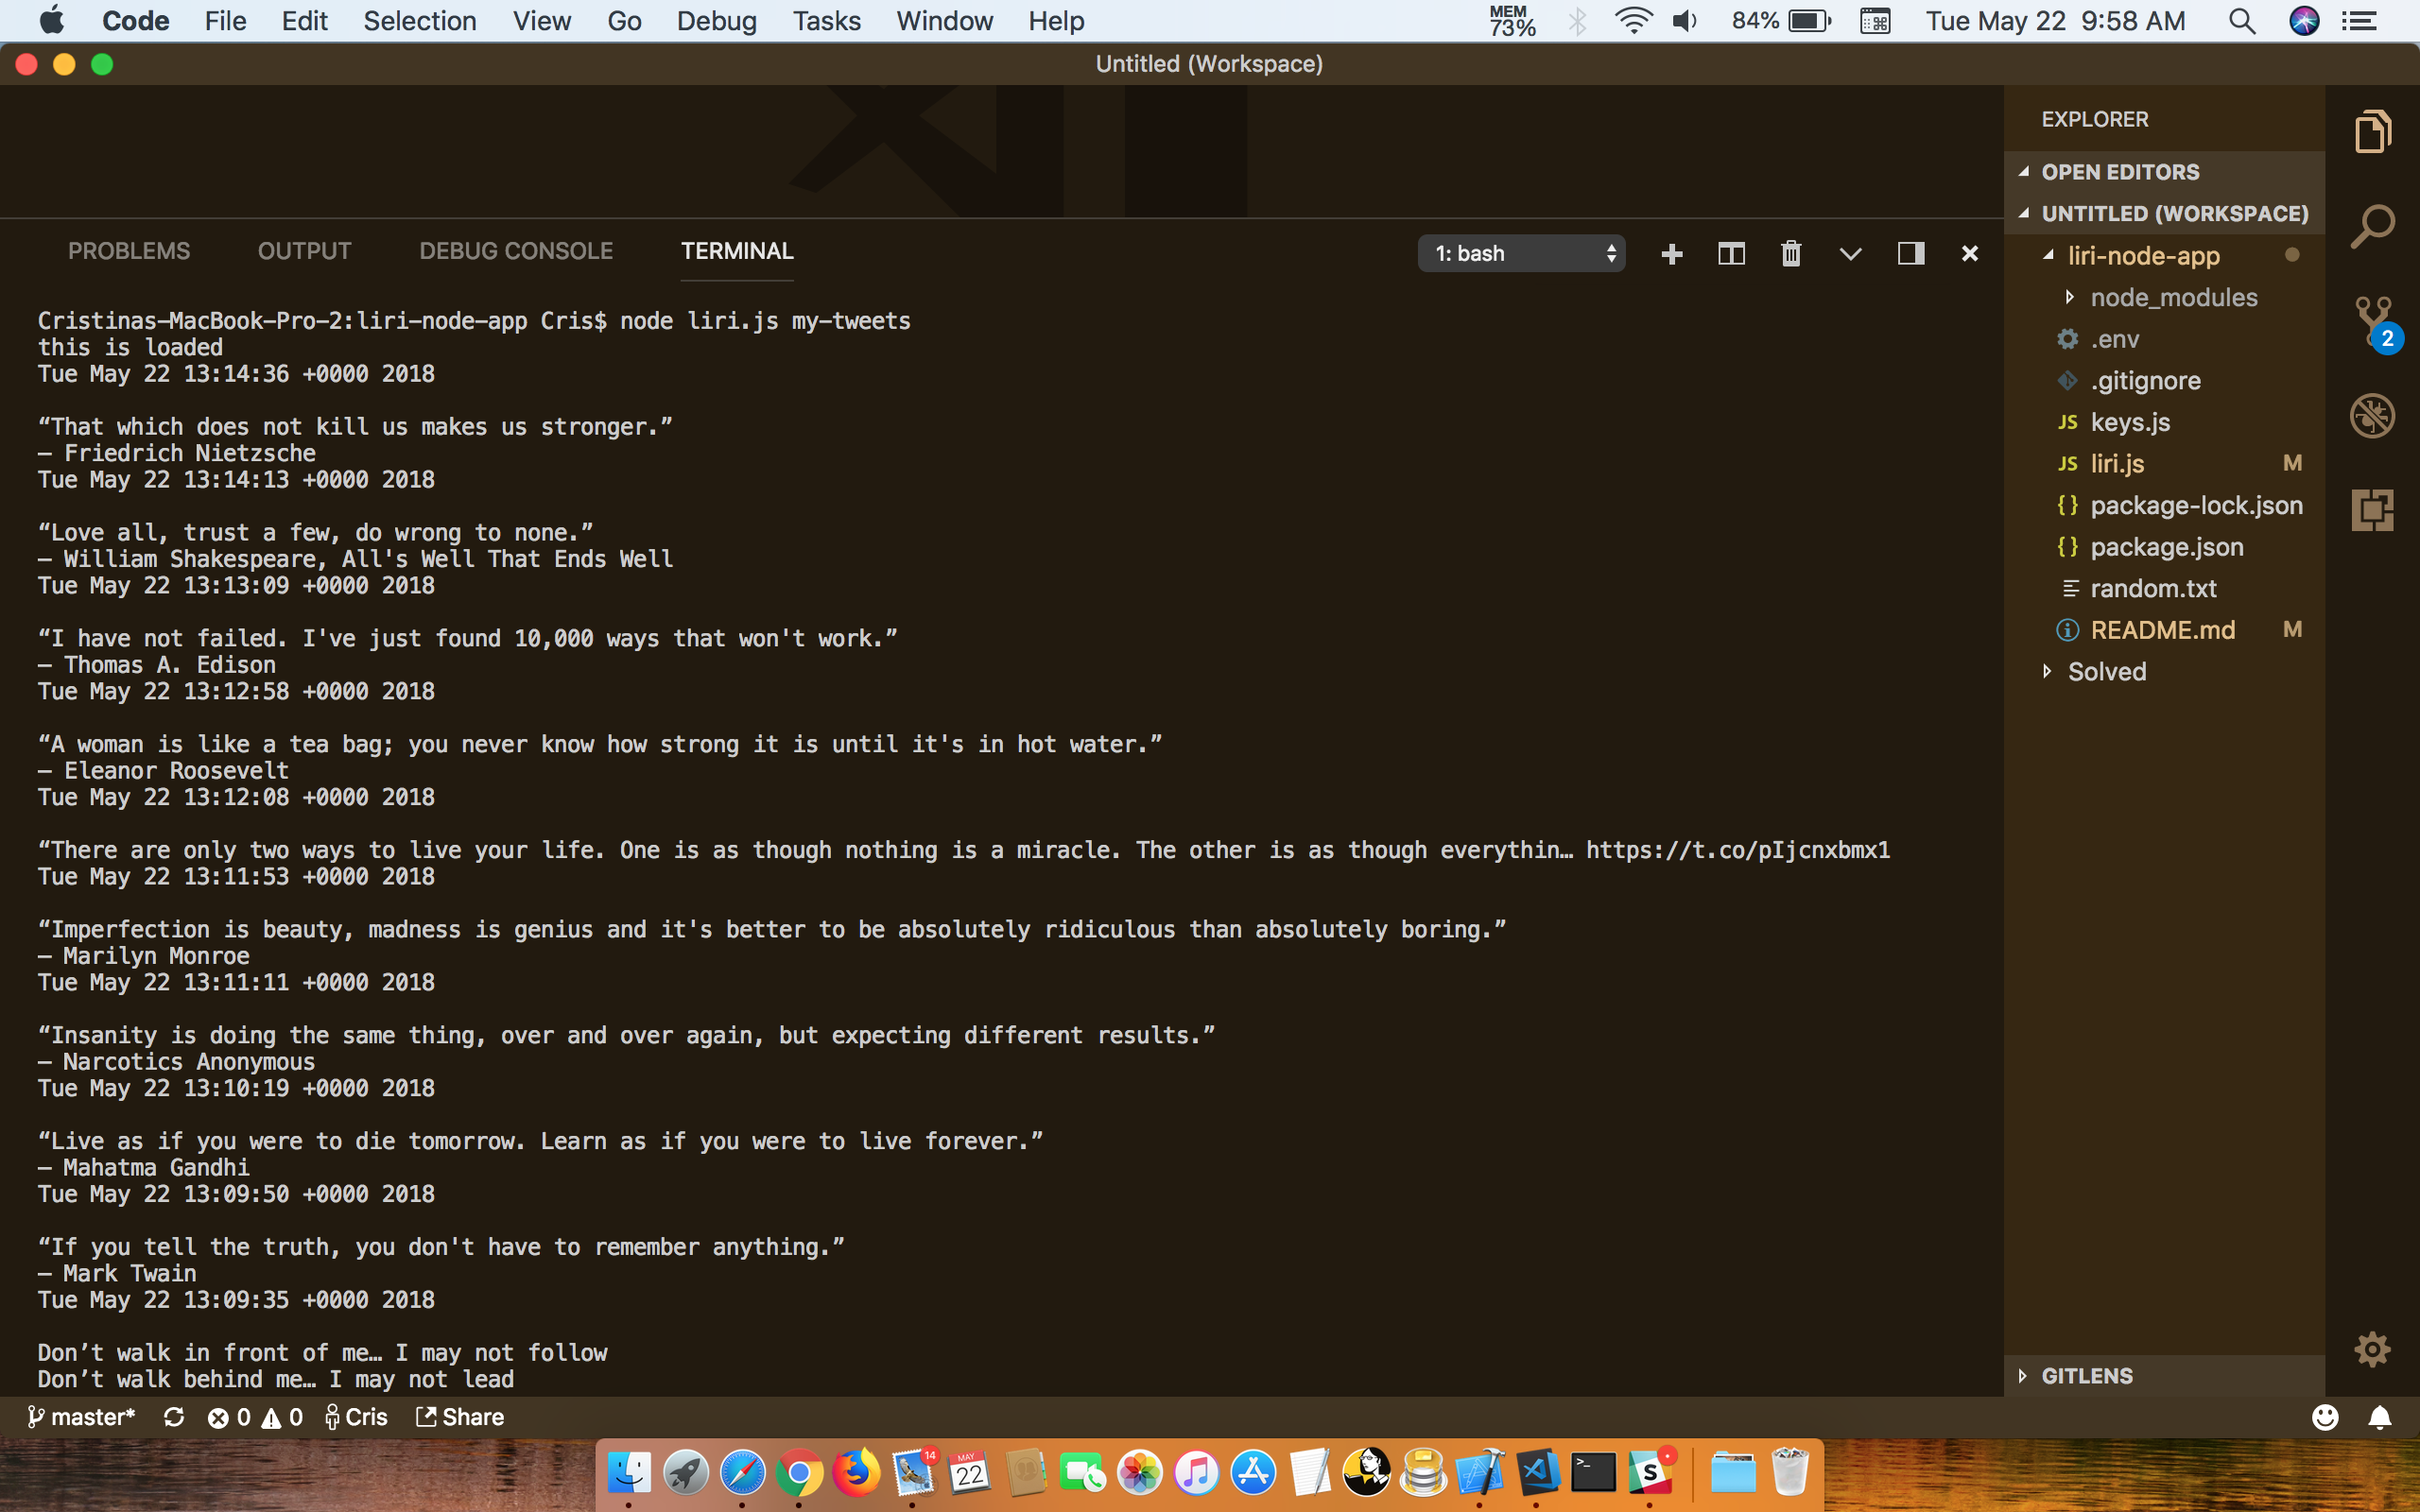 Code File Edit Selection View Go Debug Tasks Window Help MEM 73% 84% Tue May 22 9:58 AM
Untitled (Workspace)
PROBLEMS OUTPUT DEBUG CONSOLE TERMINAL 1: bash
Cristinas-MacBook-Pro-2:liri-node-app Cris$ node liri.js my-tweets
this is loaded
Tue May 22 13:14:36 +0000 2018
“That which does not kill us makes us stronger.”
— Friedrich Nietzsche
Tue May 22 13:14:13 +0000 2018
“Love all, trust a few, do wrong to none.”
— William Shakespeare, All's Well That Ends Well
Tue May 22 13:13:09 +0000 2018
“I have not failed. I've just found 10,000 ways that won't work.”
— Thomas A. Edison
Tue May 22 13:12:58 +0000 2018
“A woman is like a tea bag; you never know how strong it is until it's in hot water.”
— Eleanor Roosevelt
Tue May 22 13:12:08 +0000 2018
“There are only two ways to live your life. One is as though nothing is a miracle. The other is as though everythin… https://t.co/pIjcnxbmx1
Tue May 22 13:11:53 +0000 2018
“Imperfection is beauty, madness is genius and it's better to be absolutely ridiculous than absolutely boring.”
— Marilyn Monroe
Tue May 22 13:11:11 +0000 2018
“Insanity is doing the same thing, over and over again, but expecting different results.”
— Narcotics Anonymous
Tue May 22 13:10:19 +0000 2018
“Live as if you were to die tomorrow. Learn as if you were to live forever.”
— Mahatma Gandhi
Tue May 22 13:09:50 +0000 2018
“If you tell the truth, you don't have to remember anything.”
— Mark Twain
Tue May 22 13:09:35 +0000 2018
Don’t walk in front of me… I may not follow
Don’t walk behind me… I may not lead
EXPLORER
OPEN EDITORS
UNTITLED (WORKSPACE)
liri-node-app
node_modules
.env
.gitignore
JS keys.js
JS liri.js M
{ } package-lock.json
{ } package.json
random.txt
README.md M
Solved
GITLENS
2
master* 0 0 Cris Share
14
MAY
22
S